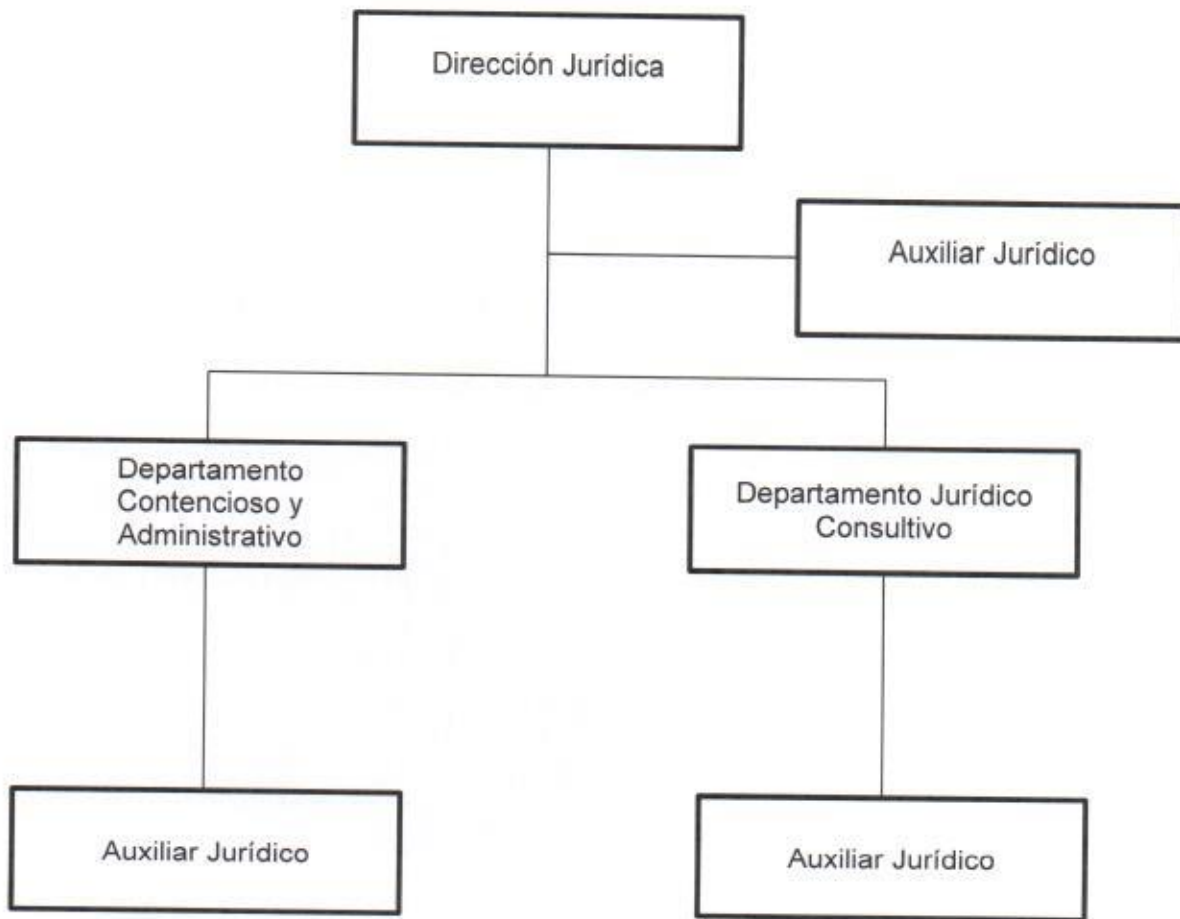 Dirección Jurídica
Auxiliar Jurídico
Departamento
Contencioso y
Administrativo
Departamento Jurídico
Consultivo
Auxiliar Jurídico
Auxiliar Jurídico